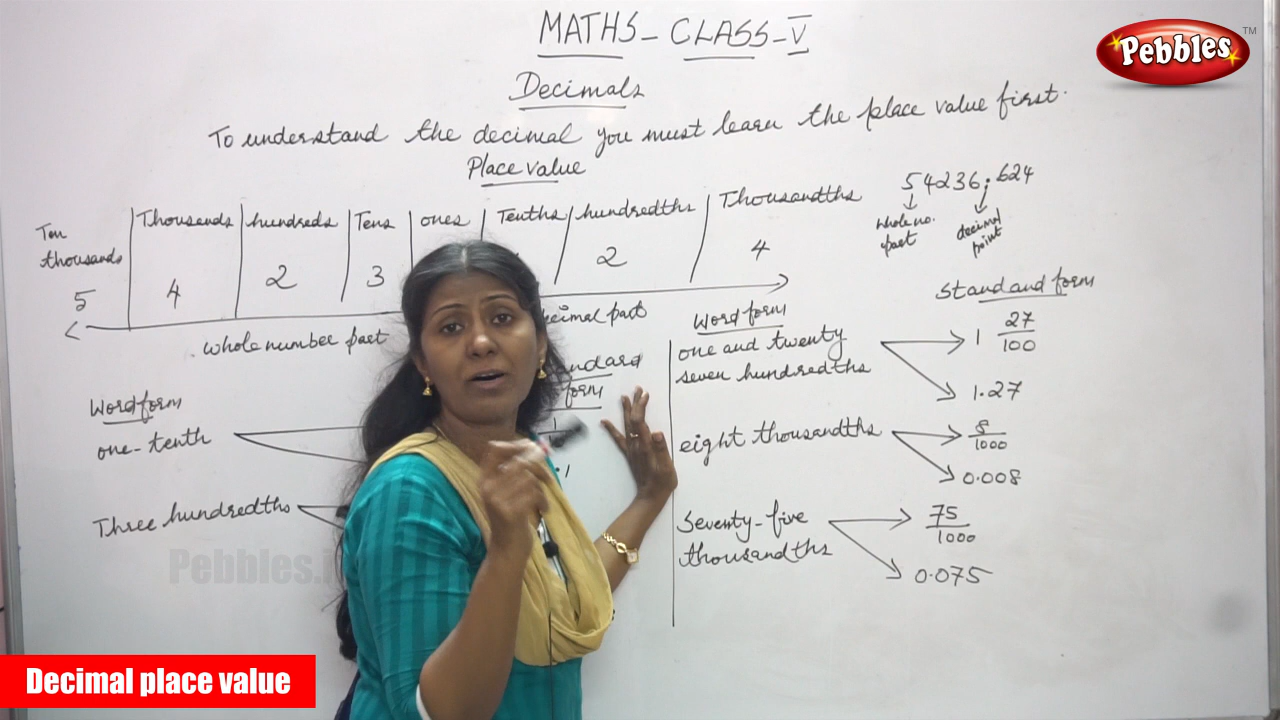 MATHS - CLASS - V
Pebbles TM
Decimals
To understand the decimal you must learn the place value first.
Place value
54236.624
whole no. part
decimal point
Ten thousands Thousands hundreds Tens ones Tenths hundredths Thousandths
5 4 2 3 2 4
whole number part
Word form
one-tenth
Three hundredths
form
Word form
Standard form
one and twenty
seven hundredths
1 27/100
1.27
eight thousandths
8/1000
0.008
Seventy-five
thousandths
75/1000
0.075
Decimal place value